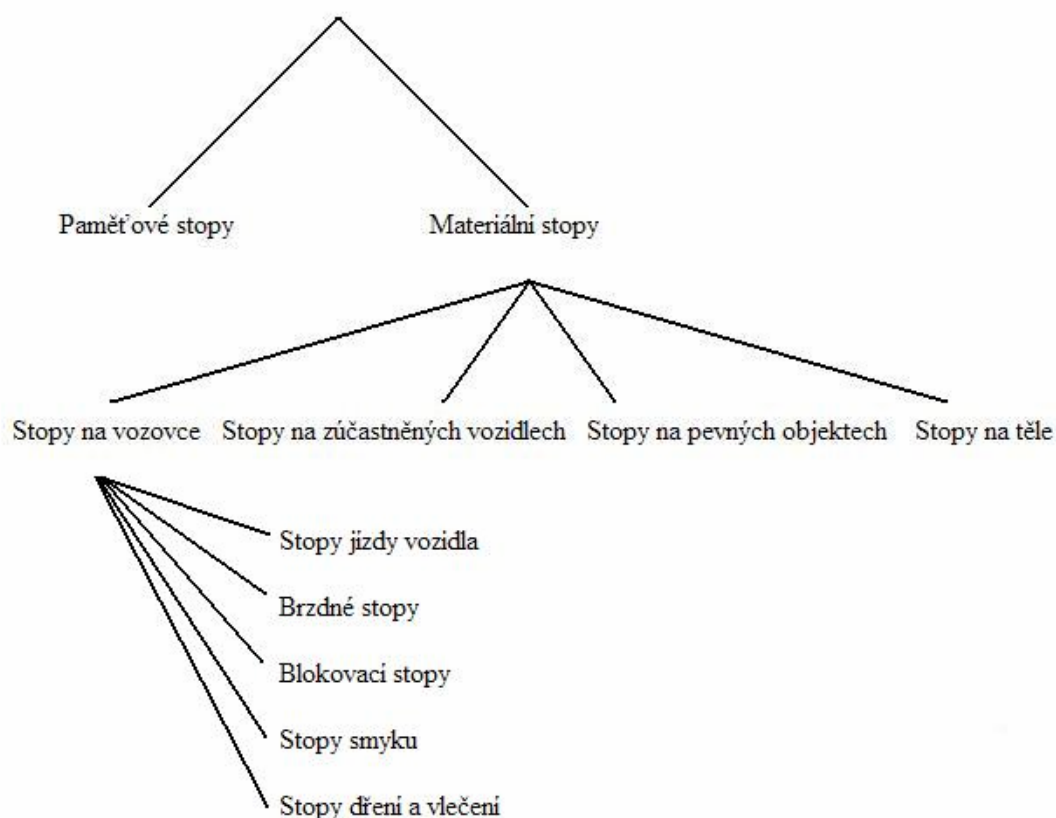 Paměťové stopy Materiální stopy
Stopy na vozovce Stopy na zúčastněných vozidlech Stopy na pevných objektech Stopy na těle
Stopy jízdy vozidla
Brzdné stopy
Blokovací stopy
Stopy smyku
Stopy dření a vlečení